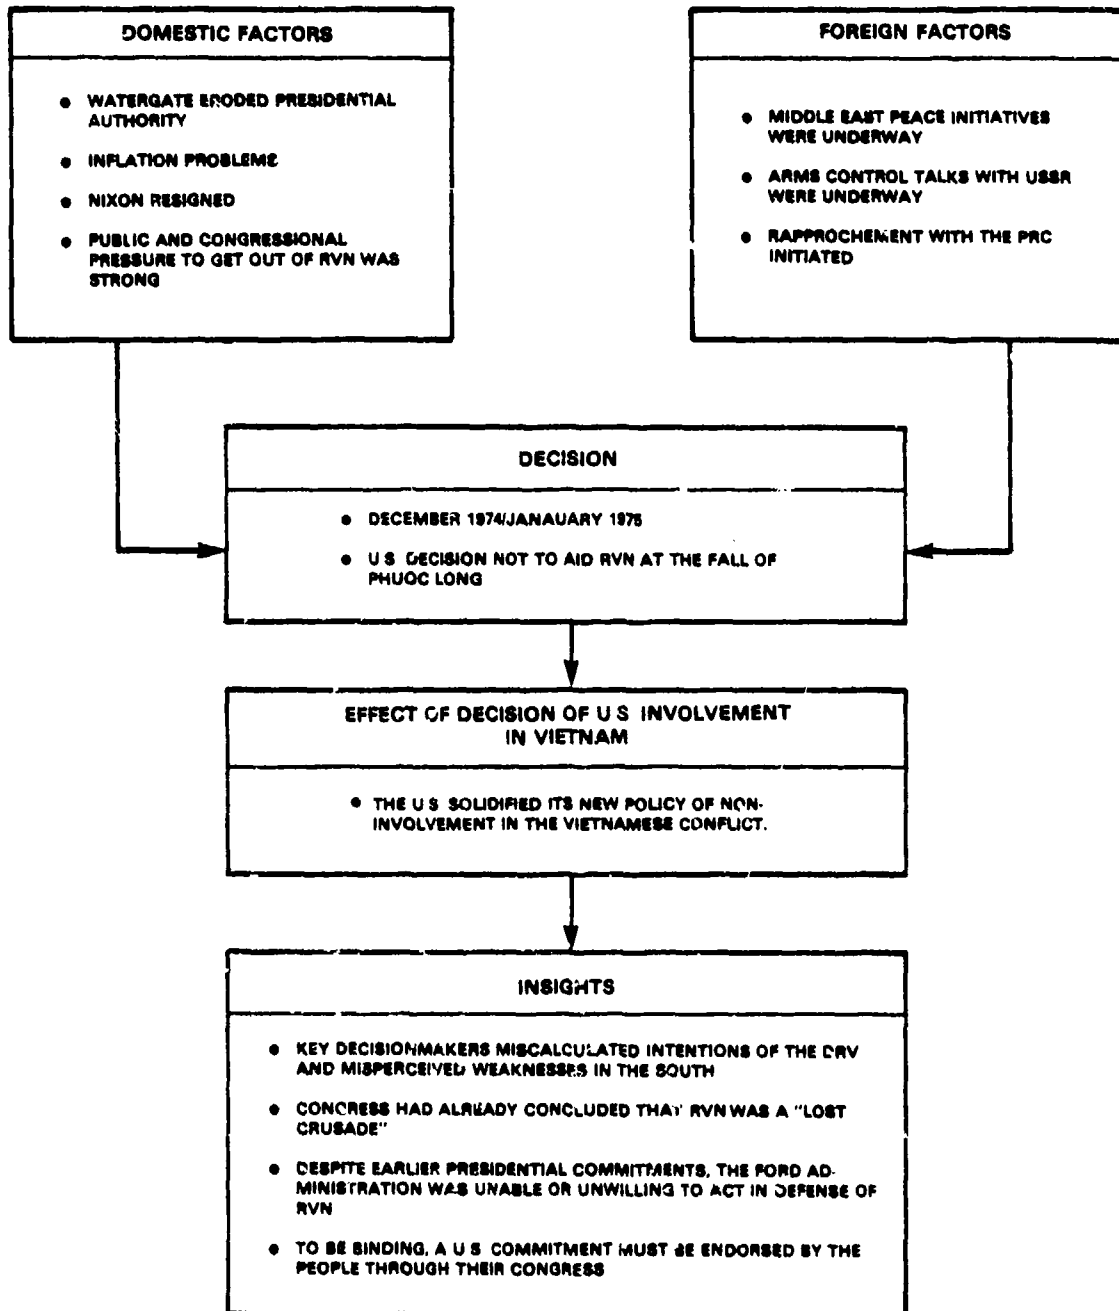 DOMESTIC FACTORS
• WATERGATE ERODED PRESIDENTIAL
AUTHORITY
• INFLATION PROBLEMS
• NIXON RESIGNED
• PUBLIC AND CONGRESSIONAL
PRESSURE TO GET OUT OF RVN WAS
STRONG
FOREIGN FACTORS
• MIDDLE EAST PEACE INITIATIVES
WERE UNDERWAY
• ARMS CONTROL TALKS WITH USSR
WERE UNDERWAY
• RAPPROCHEMENT WITH THE PRC
INITIATED
DECISION
• DECEMBER 1974/JANAUARY 1975
• U S DECISION NOT TO AID RVN AT THE FALL OF
PHUOC LONG
EFFECT OF DECISION OF U S INVOLVEMENT
IN VIETNAM
• THE U S SOLIDIFIED ITS NEW POLICY OF NON-
INVOLVEMENT IN THE VIETNAMESE CONFLICT.
INSIGHTS
• KEY DECISIONMAKERS MISCALCULATED INTENTIONS OF THE DRV
AND MISPERCEIVED WEAKNESSES IN THE SOUTH
• CONGRESS HAD ALREADY CONCLUDED THAT RVN WAS A "LOST
CRUSADE"
• DESPITE EARLIER PRESIDENTIAL COMMITMENTS, THE FORD AD-
MINISTRATION WAS UNABLE OR UNWILLING TO ACT IN DEFENSE OF
RVN
• TO BE BINDING, A U S COMMITMENT MUST BE ENDORSED BY THE
PEOPLE THROUGH THEIR CONGRESS